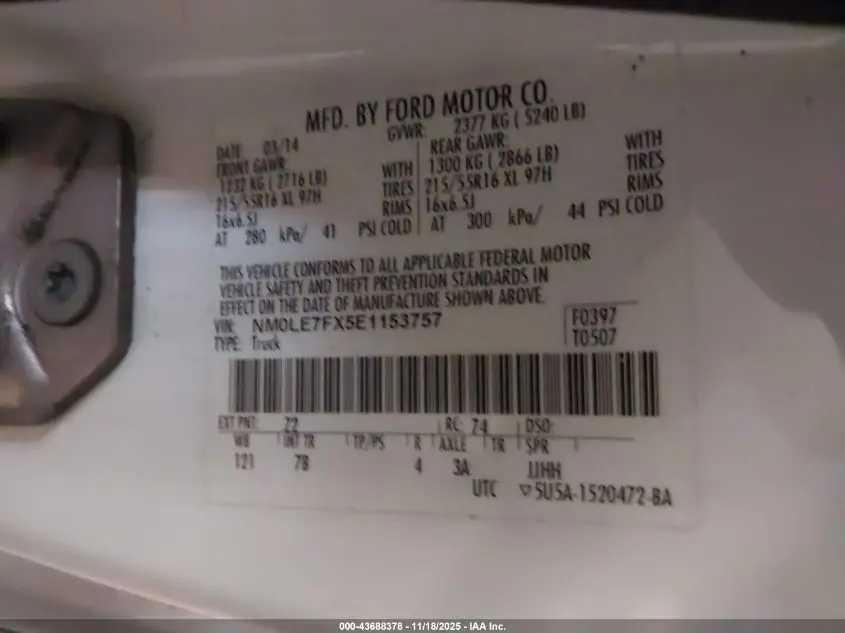 MFD. BY FORD MOTOR CO.
DATE: 03/14 GVWR: 2377 KG ( 5240 LB)
FRONT GAWR: REAR GAWR:
1232 KG ( 2716 LB) WITH 1300 KG ( 2866 LB) WITH
215/55R16 XL 97H TIRES 215/55R16 XL 97H TIRES
16x6.5J RIMS 16x6.5J RIMS
AT 280 kPa/ 41 PSI COLD AT 300 kPa/ 44 PSI COLD
THIS VEHICLE CONFORMS TO ALL APPLICABLE FEDERAL MOTOR
VEHICLE SAFETY AND THEFT PREVENTION STANDARDS IN
EFFECT ON THE DATE OF MANUFACTURE SHOWN ABOVE.
VIN: NM0LE7FX5E1153757 F0397
TYPE: Truck T0507
EXT PNT: Z2 RC: 74 DSO:
WB INT TR TP/PS R AXLE TR SPR
121 78 4 3A JJHH
UTC ▽5U5A-1520472-BA
000-43688378 - 11/18/2025 - IAA Inc.